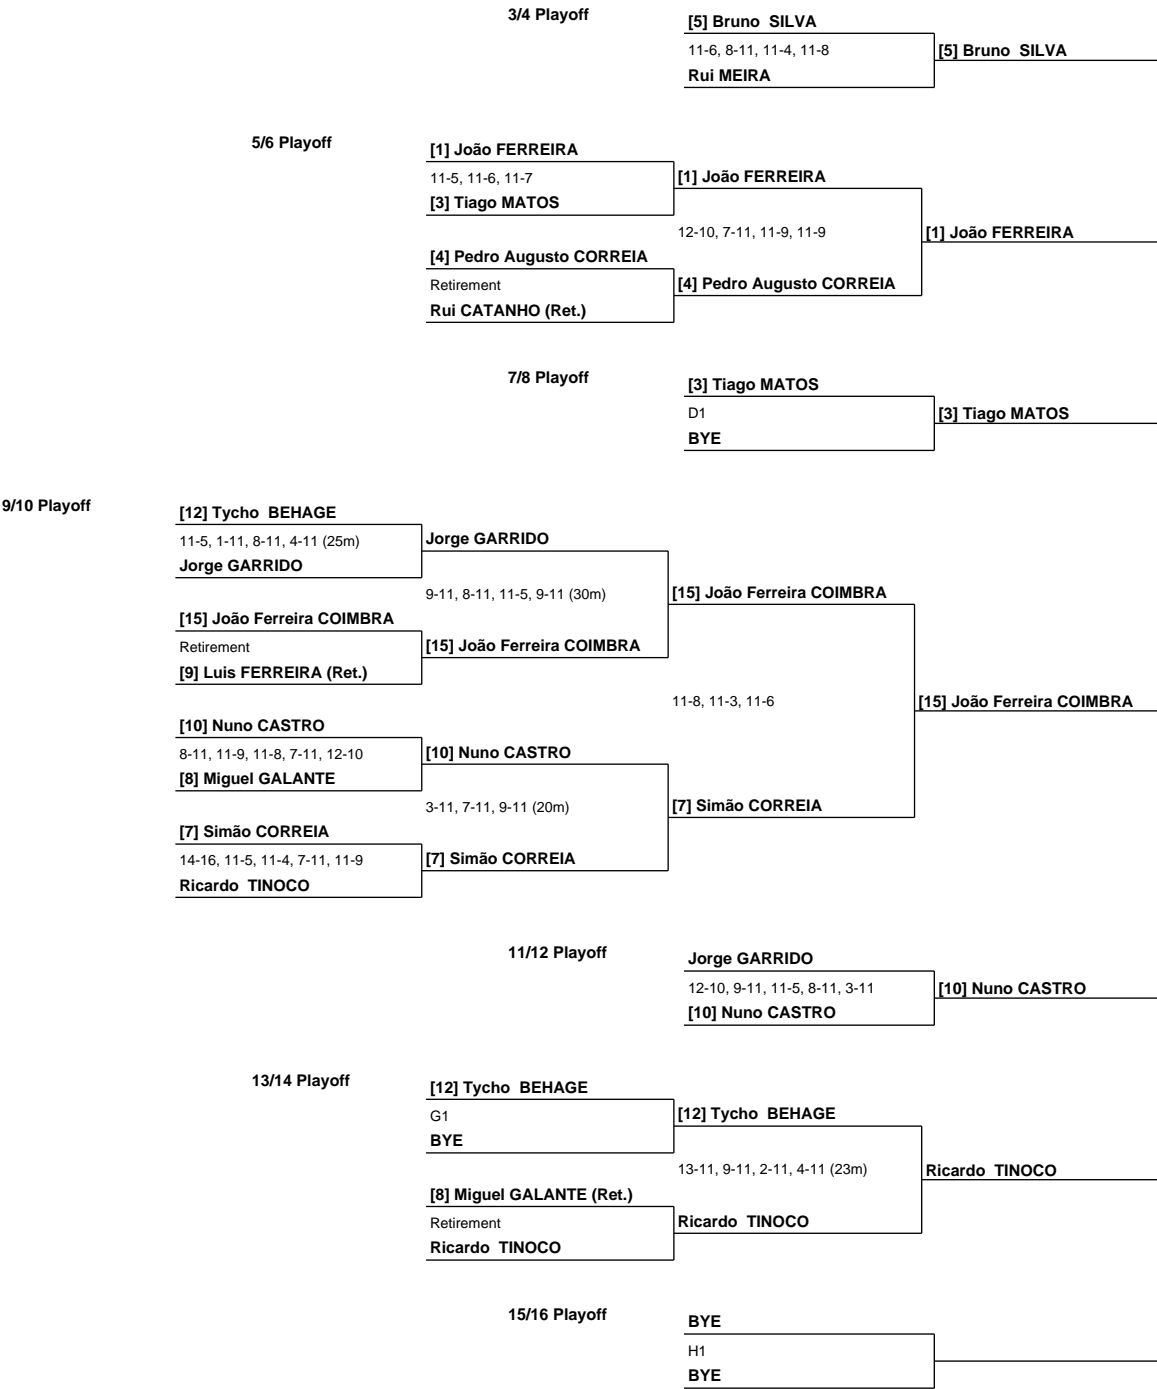 3/4 Playoff
[5] Bruno  SILVA
11-6, 8-11, 11-4, 11-8
[5] Bruno  SILVA
Rui MEIRA
5/6 Playoff
[1] João FERREIRA
11-5, 11-6, 11-7
[1] João FERREIRA
[3] Tiago MATOS
12-10, 7-11, 11-9, 11-9
[1] João FERREIRA
[4] Pedro Augusto CORREIA
Retirement
[4] Pedro Augusto CORREIA
Rui CATANHO (Ret.)
7/8 Playoff
[3] Tiago MATOS
D1
[3] Tiago MATOS
BYE
9/10 Playoff
[12] Tycho  BEHAGE
11-5, 1-11, 8-11, 4-11 (25m)
Jorge GARRIDO
Jorge GARRIDO
9-11, 8-11, 11-5, 9-11 (30m)
[15] João Ferreira COIMBRA
[15] João Ferreira COIMBRA
Retirement
[15] João Ferreira COIMBRA
[9] Luis FERREIRA (Ret.)
11-8, 11-3, 11-6
[15] João Ferreira COIMBRA
[10] Nuno CASTRO
8-11, 11-9, 11-8, 7-11, 12-10
[10] Nuno CASTRO
[8] Miguel GALANTE
3-11, 7-11, 9-11 (20m)
[7] Simão CORREIA
[7] Simão CORREIA
14-16, 11-5, 11-4, 7-11, 11-9
[7] Simão CORREIA
Ricardo  TINOCO
11/12 Playoff
Jorge GARRIDO
12-10, 9-11, 11-5, 8-11, 3-11
[10] Nuno CASTRO
[10] Nuno CASTRO
13/14 Playoff
[12] Tycho  BEHAGE
G1
[12] Tycho  BEHAGE
BYE
13-11, 9-11, 2-11, 4-11 (23m)
Ricardo  TINOCO
[8] Miguel GALANTE (Ret.)
Retirement
Ricardo  TINOCO
Ricardo  TINOCO
15/16 Playoff
BYE
H1
BYE